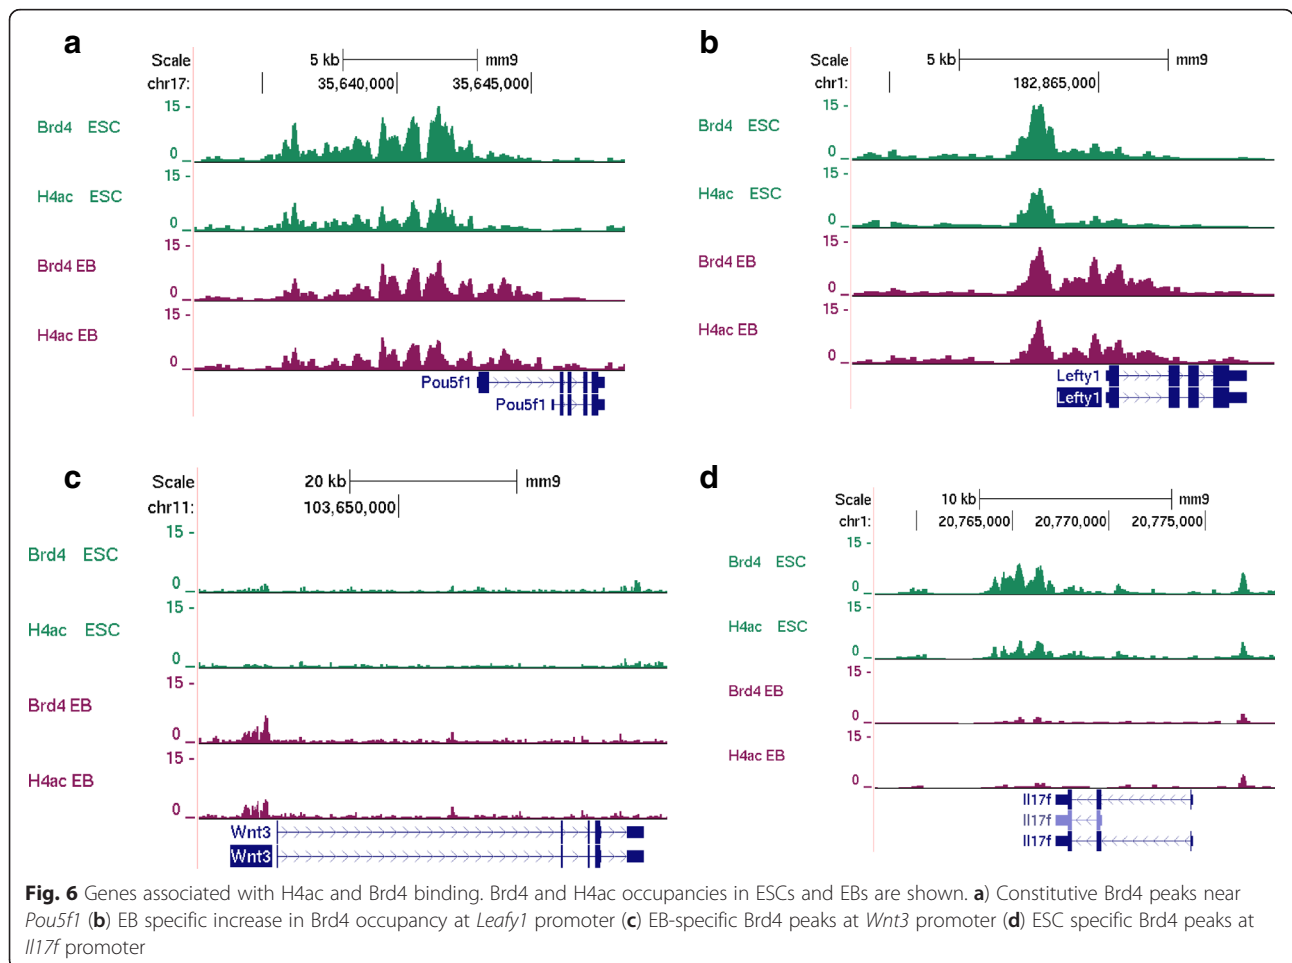 a
Scale 5 kb mm9
chr17: 35,640,000 35,645,000
15 -
Brd4 ESC
0
15 -
H4ac ESC
0
15 -
Brd4 EB
0
15 -
H4ac EB
0
Pou5f1
Pou5f1
b
Scale 5 kb mm9
chr1: 182,865,000
15 -
Brd4 ESC
0
15 -
H4ac ESC
0
15 -
Brd4 EB
0
15 -
H4ac EB
0
Lefty1
Lefty1
c
Scale 20 kb mm9
chr11: 103,650,000
15 -
Brd4 ESC
0
15 -
H4ac ESC
0
15 -
Brd4 EB
0
15 -
H4ac EB
0
Wnt3
Wnt3
d
Scale 10 kb mm9
chr1: 20,765,000 20,770,000 20,775,000
15 -
Brd4 ESC
0
15 -
H4ac ESC
0
15 -
Brd4 EB
0
15 -
H4ac EB
0
Il17f
Il17f
Il17f
Fig. 6 Genes associated with H4ac and Brd4 binding. Brd4 and H4ac occupancies in ESCs and EBs are shown. a) Constitutive Brd4 peaks near
Pou5f1 (b) EB specific increase in Brd4 occupancy at Leafy1 promoter (c) EB-specific Brd4 peaks at Wnt3 promoter (d) ESC specific Brd4 peaks at
Il17f promoter